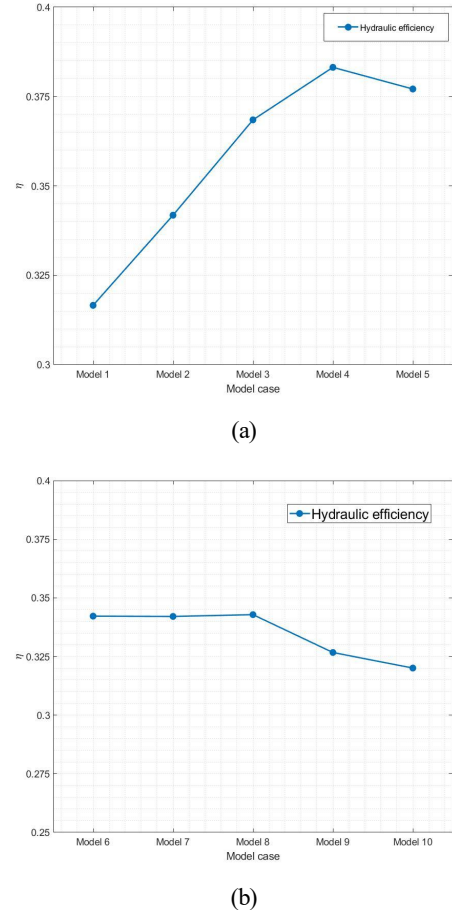 0.4
Hydraulic efficiency
0.375
0.35
η
0.325
0.3
Model 1 Model 2 Model 3 Model 4 Model 5
Model case
(a)
0.4
Hydraulic efficiency
0.375
0.35
0.325
η
0.3
0.275
0.25
Model 6 Model 7 Model 8 Model 9 Model 10
Model case
(b)